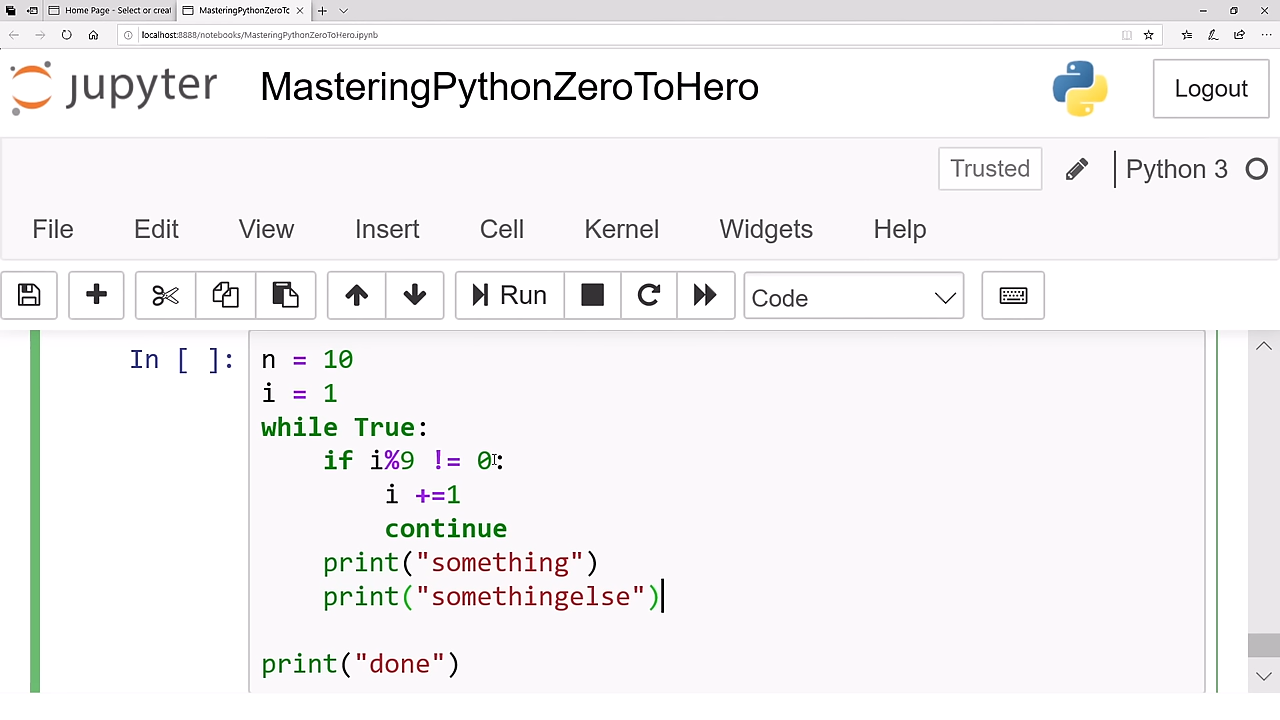 Home Page - Select or creat
MasteringPythonZeroTo
localhost:8888/notebooks/MasteringPythonZeroToHero.ipynb
jupyter MasteringPythonZeroToHero Logout
Trusted Python 3
File Edit View Insert Cell Kernel Widgets Help
Run Code
In [ ]: n = 10
i = 1
while True:
    if i%9 != 0:
        i +=1
        continue
    print("something")
    print("somethingelse")
print("done")